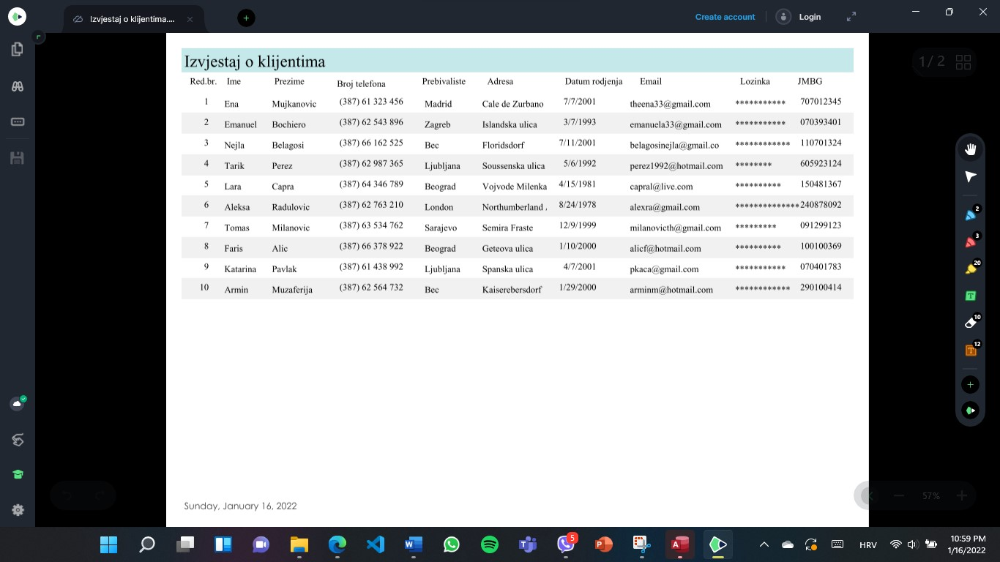 Izvjestaj o klijentima....
Create account
Login
1/ 2
Izvjestaj o klijentima
Red.br. Ime Prezime Broj telefona Prebivaliste Adresa Datum rodjenja Email Lozinka JMBG
1 Ena Mujkanovic (387) 61 323 456 Madrid Cale de Zurbano 7/7/2001 theena33@gmail.com *********** 707012345
2 Emanuel Bochiero (387) 62 543 896 Zagreb Islandska ulica 3/7/1993 emanuela33@gmail.com *********** 070393401
3 Nejla Belagosi (387) 66 162 525 Bec Floridsdorf 7/11/2001 belagosinejla@gmail.co ************ 110701324
4 Tarik Perez (387) 62 987 365 Ljubljana Soussenska ulica 5/6/1992 perez1992@hotmail.com ******** 605923124
5 Lara Capra (387) 64 346 789 Beograd Vojvode Milenka 4/15/1981 capral@live.com ********** 150481367
6 Aleksa Radulovic (387) 62 763 210 London Northumberland 8/24/1978 alexra@gmail.com ************** 240878092
7 Tomas Milanovic (387) 63 534 762 Sarajevo Semira Fraste 12/9/1999 milanovicth@gmail.com ********* 091299123
8 Faris Alic (387) 66 378 922 Beograd Geteova ulica 1/10/2000 alicf@hotmail.com ********** 100100369
9 Katarina Pavlak (387) 61 438 992 Ljubljana Spanska ulica 4/7/2001 pkaca@gmail.com *********** 070401783
10 Armin Muzaferija (387) 62 564 732 Bec Kaiserebersdorf 1/29/2000 arminm@hotmail.com ************ 290100414
2
3
20
10
12
Sunday, January 16, 2022
57%
5
HRV
10:59 PM
1/16/2022